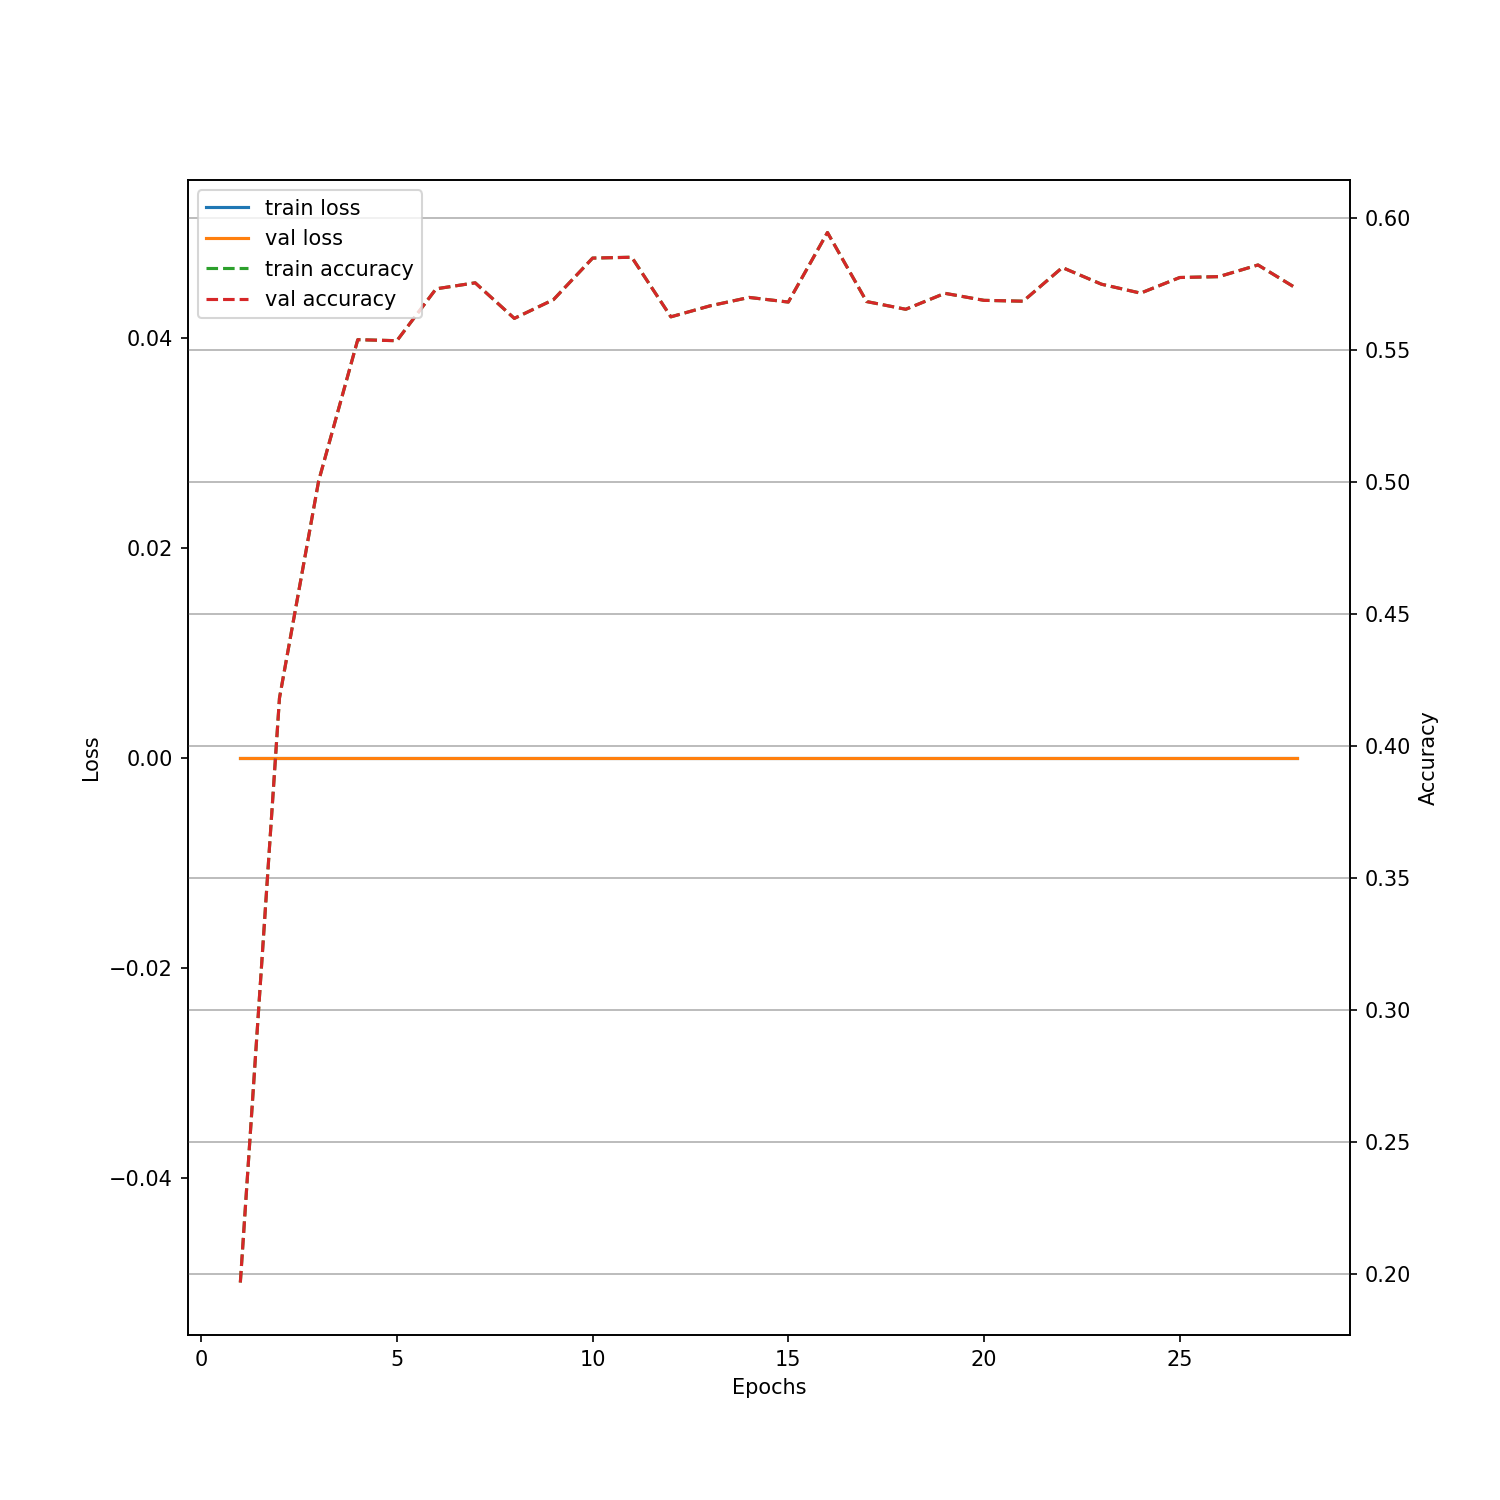 train loss
val loss
train accuracy
val accuracy
0.04
0.02
0.00
−0.02
−0.04
Loss
0.60
0.55
0.50
0.45
0.40
0.35
0.30
0.25
0.20
Accuracy
0 5 10 15 20 25
Epochs